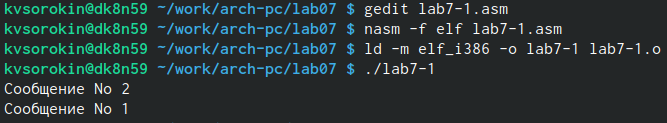 kvsorokin@dk8n59 ~/work/arch-pc/lab07 $ gedit lab7-1.asm
kvsorokin@dk8n59 ~/work/arch-pc/lab07 $ nasm -f elf lab7-1.asm
kvsorokin@dk8n59 ~/work/arch-pc/lab07 $ ld -m elf_i386 -o lab7-1 lab7-1.o
kvsorokin@dk8n59 ~/work/arch-pc/lab07 $ ./lab7-1
Сообщение No 2
Сообщение No 1